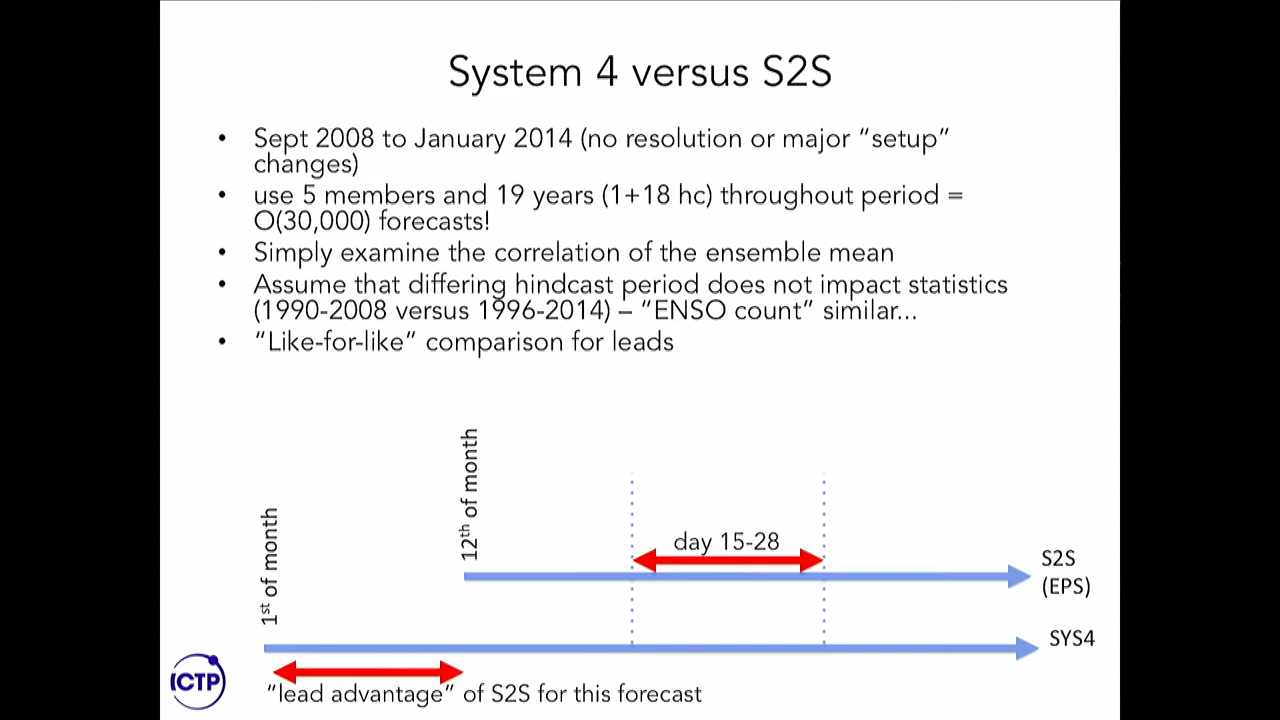 System 4 versus S2S
• Sept 2008 to January 2014 (no resolution or major “setup”
changes)
• use 5 members and 19 years (1+18 hc) throughout period =
O(30,000) forecasts!
• Simply examine the correlation of the ensemble mean
• Assume that differing hindcast period does not impact statistics
(1990-2008 versus 1996-2014) – “ENSO count” similar...
• “Like-for-like” comparison for leads
12th of month
1st of month
day 15-28
S2S
(EPS)
SYS4
ICTP
“lead advantage” of S2S for this forecast